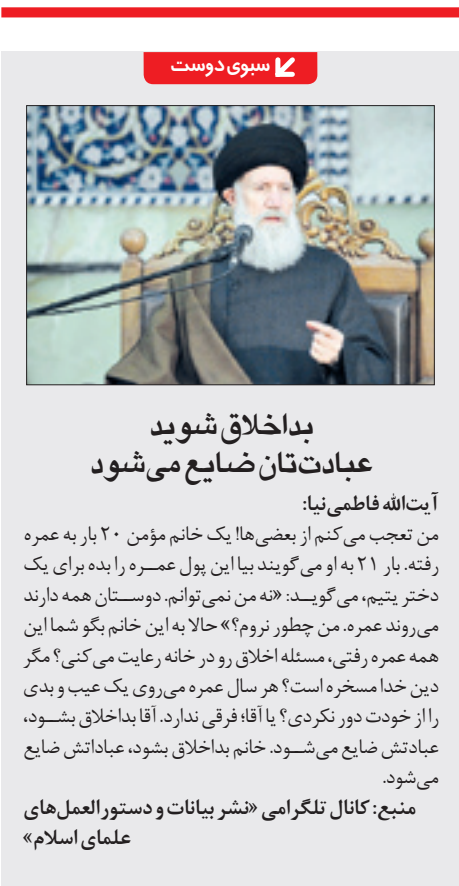 سبوی دوست
بداخلاق شوید
عبادت‌تان ضایع می‌شود
آیت‌الله فاطمی‌نیا:
من تعجب می‌کنم از بعضی‌ها! یک خانم مؤمن ۲۰ بار به عمره
رفته. بار ۲۱ به او می‌گویند بیا این پول عمــره را بده برای یک
دختر یتیم، می‌گویــد: «نه من نمی‌توانم. دوســتان همه دارند
می‌روند عمره. من چطور نروم؟» حالا به این خانم بگو شما این
همه عمره رفتی، مسئله اخلاق رو در خانه رعایت می‌کنی؟ مگر
دین خدا مسخره است؟ هر سال عمره می‌روی یک عیب و بدی
را از خودت دور نکردی؟ یا آقا؛ فرقی ندارد. آقا بداخلاق بشــود،
عبادتش ضایع می‌شــود. خانم بداخلاق بشود، عباداتش ضایع
می‌شود.
منبع: کانال تلگرامی «نشر بیانات و دستورالعمل‌های
علمای اسلام»